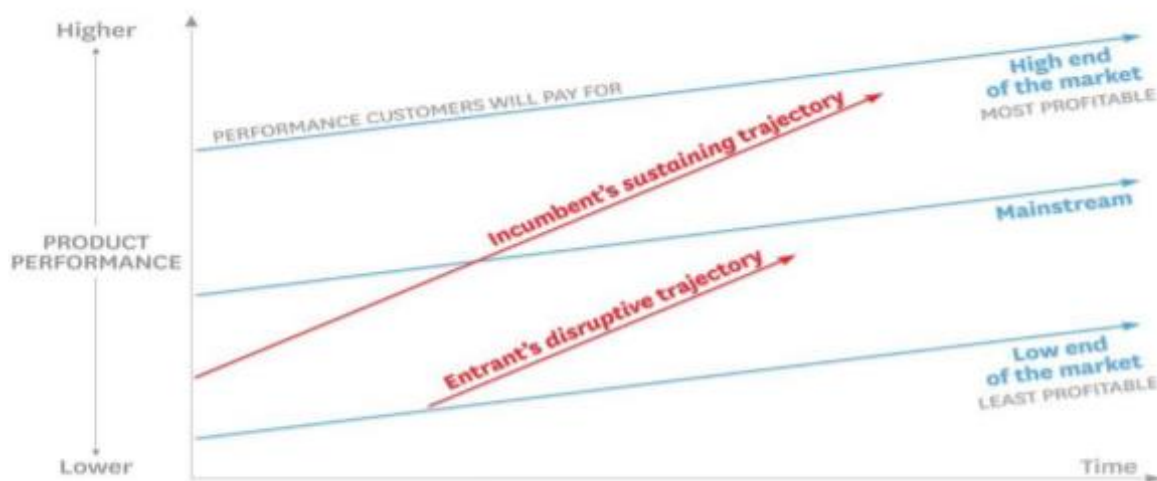 Higher
PERFORMANCE CUSTOMERS WILL PAY FOR
High end
of the market
MOST PROFITABLE
Incumbent's sustaining trajectory
Mainstream
PRODUCT
PERFORMANCE
Entrant's disruptive trajectory
Low end
of the market
LEAST PROFITABLE
Lower
Time